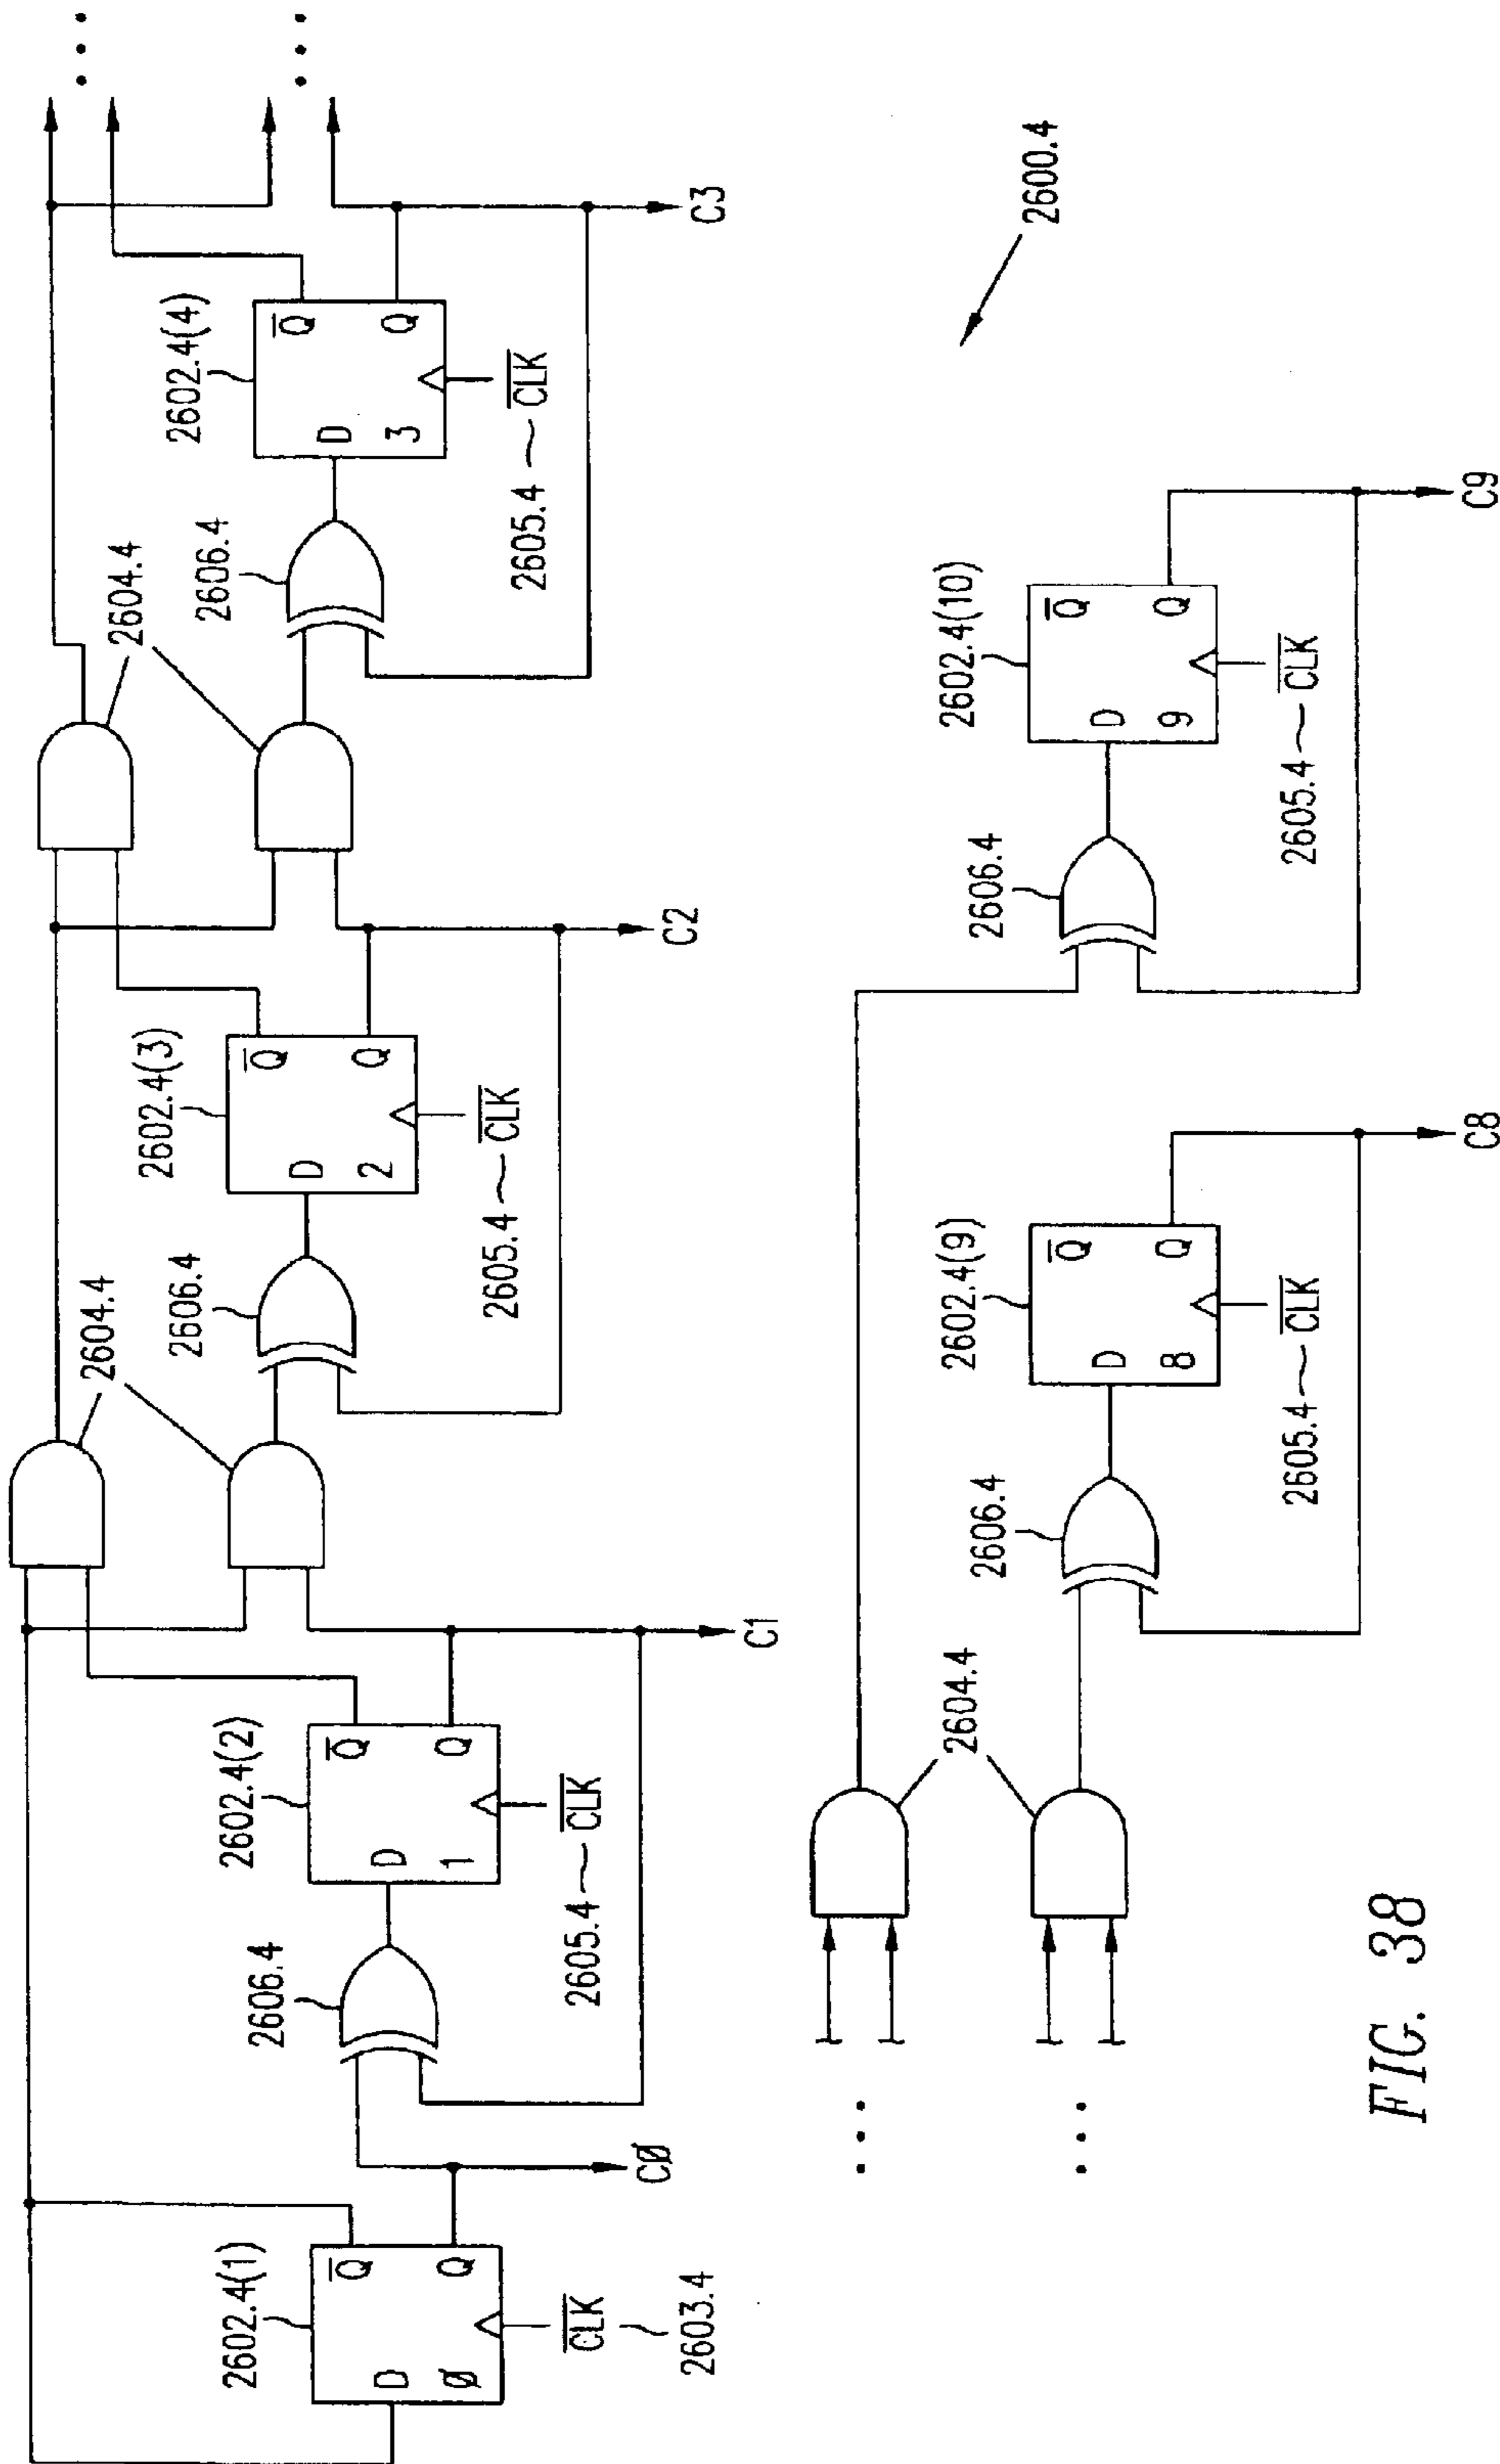 2602.4(1)
D
Q
Ø
Q
CLK
2603.4
CØ
2606.4
2602.4(2)
D
Q
1
Q
2605.4 ~ CLK
C1
2604.4
2606.4
2602.4(3)
D
Q
2
Q
2605.4 ~ CLK
C2
2604.4
2606.4
2602.4(4)
D
Q
3
Q
2605.4 ~ CLK
C3
...
...
...
...
2604.4
2606.4
2602.4(9)
D
Q
8
Q
2605.4 ~ CLK
C8
2606.4
2602.4(10)
D
Q
9
Q
2605.4 ~ CLK
C9
2600.4
FIG. 38